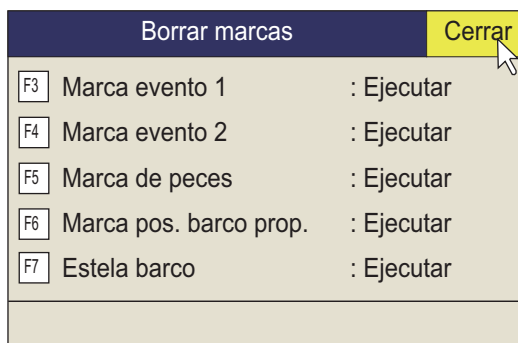 Borrar marcas Cerrar
F3 Marca evento 1 : Ejecutar
F4 Marca evento 2 : Ejecutar
F5 Marca de peces : Ejecutar
F6 Marca pos. barco prop. : Ejecutar
F7 Estela barco : Ejecutar